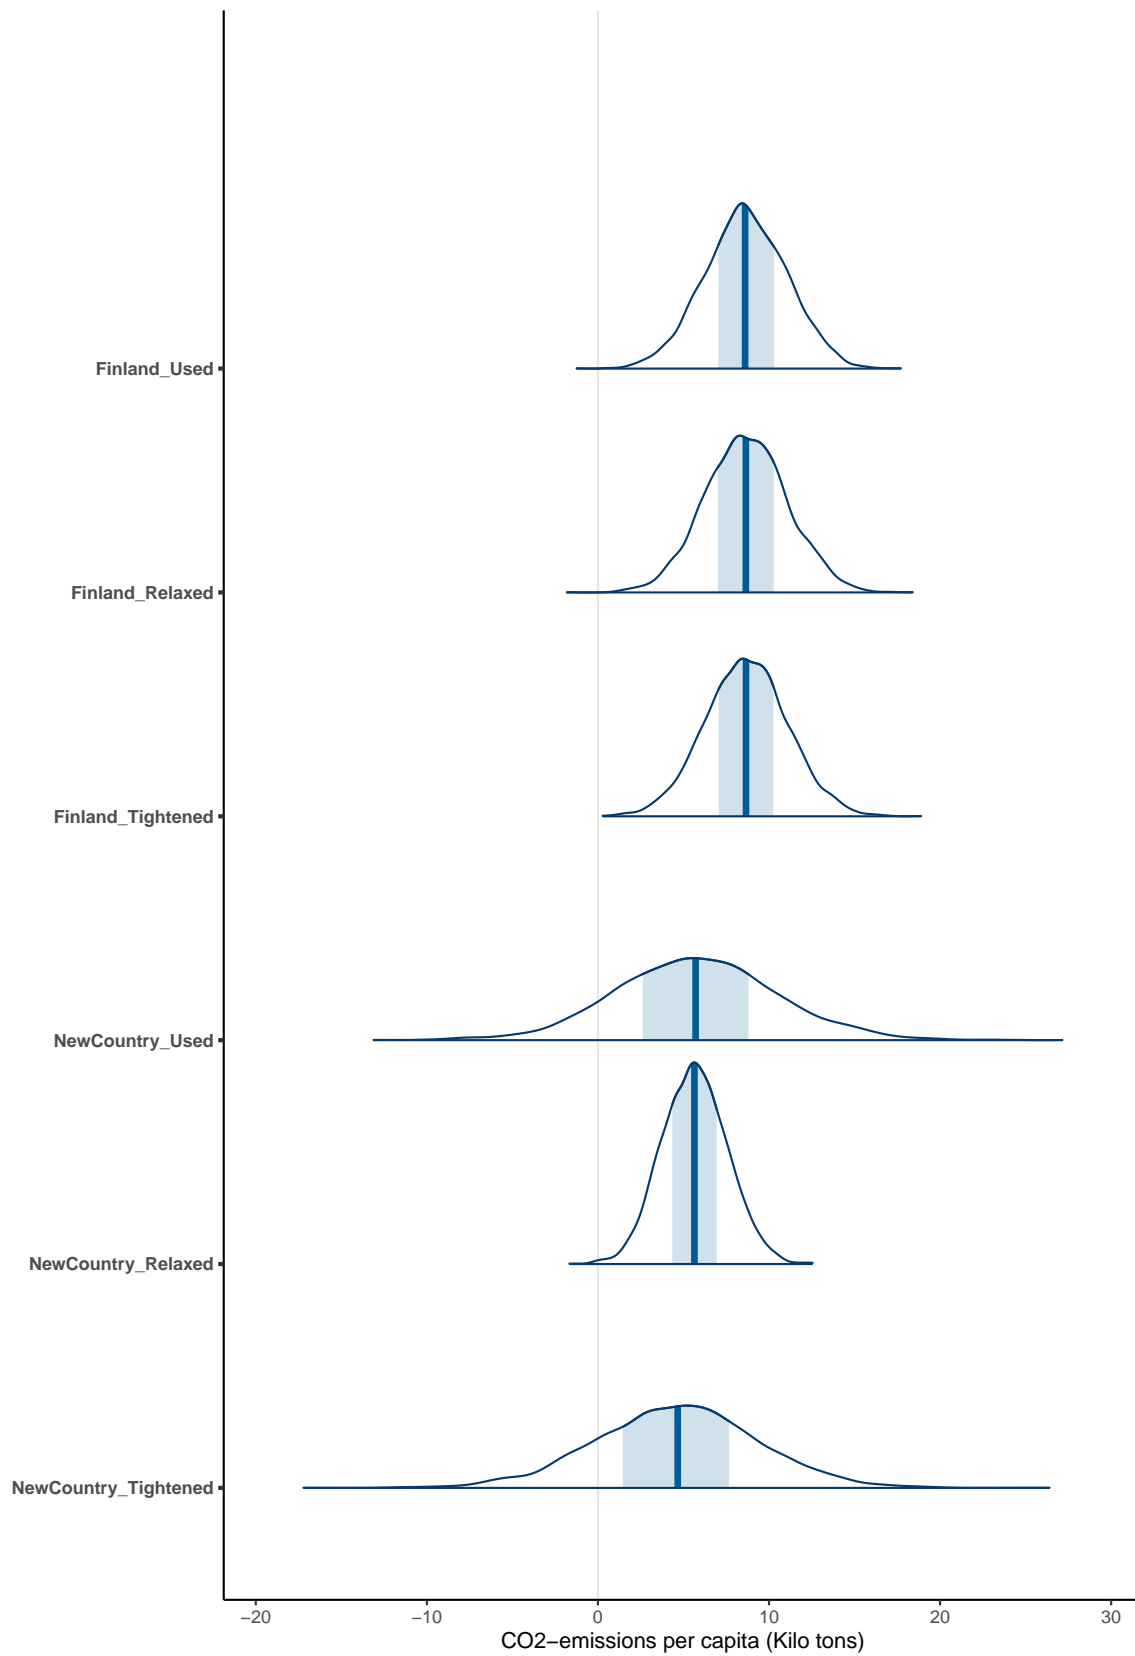 Finland_Used
Finland_Relaxed
Finland_Tightened
NewCountry_Used
NewCountry_Relaxed
NewCountry_Tightened
−20 −10 0 10 20 30
CO2−emissions per capita (Kilo tons)